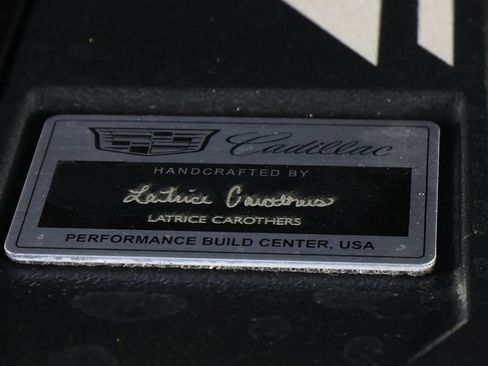 Cadillac
HANDCRAFTED BY
Latrice Carothers
LATRICE CAROTHERS
PERFORMANCE BUILD CENTER, USA